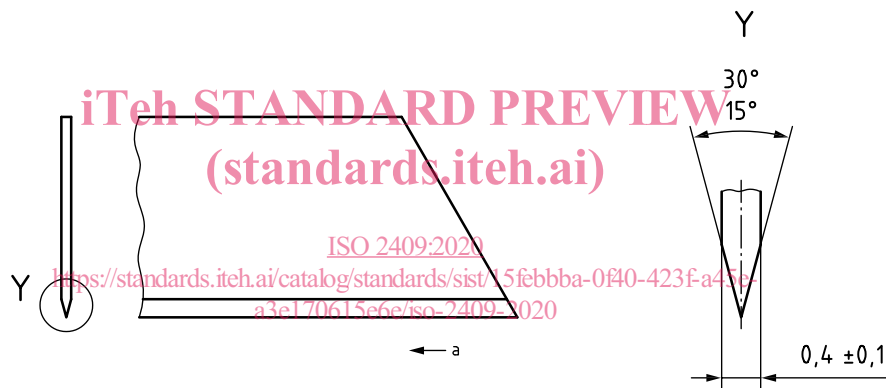 Y
30°
15°
iTeh STANDARD PREVIEW
(standards.iteh.ai)
ISO 2409:2020
Y
https://standards.iteh.ai/catalog/standards/sist/15febbba-0f40-423f-a45e-
a3e170615e6e/iso-2409-2020
a
0,4 ±0,1